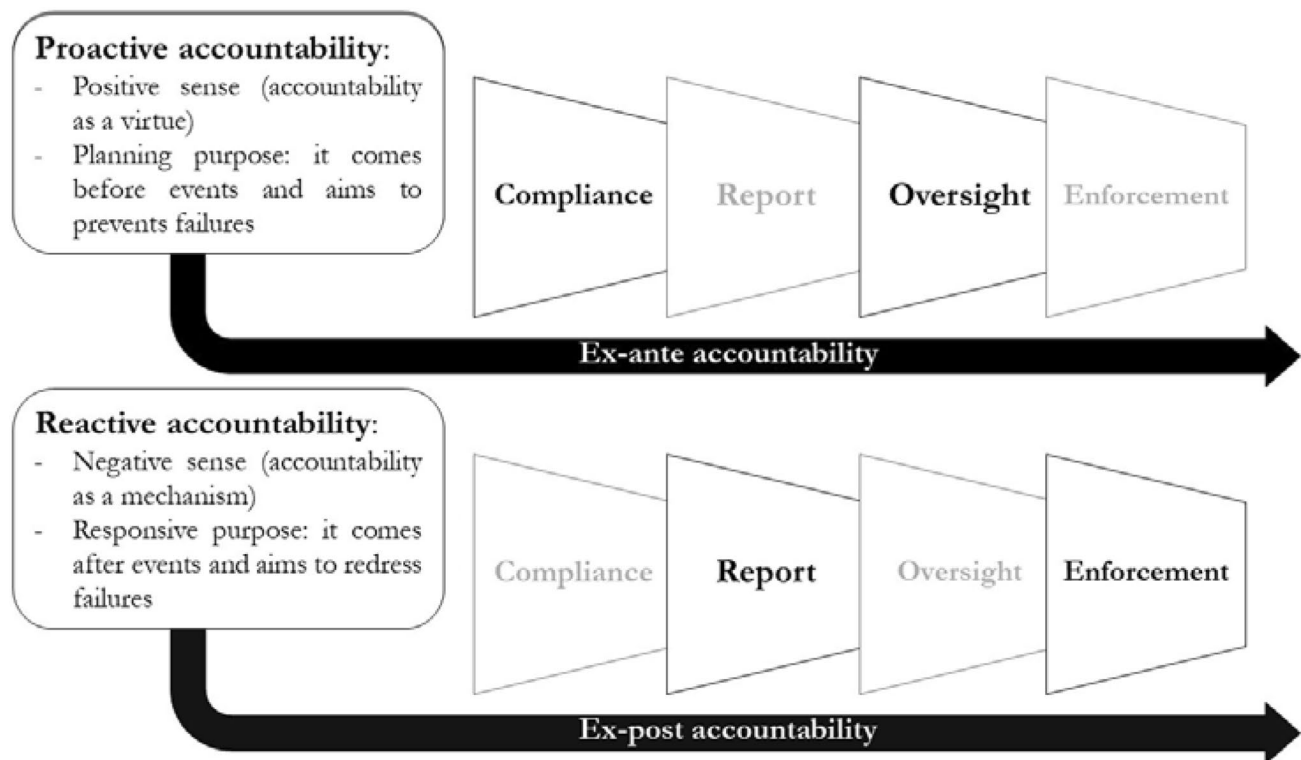 Proactive accountability:
- Positive sense (accountability
as a virtue)
- Planning purpose: it comes
before events and aims to
prevents failures
Compliance
Report
Oversight
Enforcement
Ex-ante accountability
Reactive accountability:
- Negative sense (accountability
as a mechanism)
- Responsive purpose: it comes
after events and aims to redress
failures
Compliance
Report
Oversight
Enforcement
Ex-post accountability